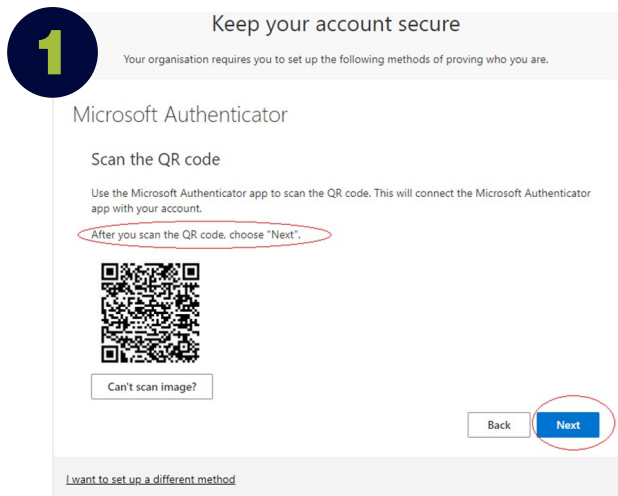 1
Keep your account secure
Your organisation requires you to set up the following methods of proving who you are.
Microsoft Authenticator
Scan the QR code
Use the Microsoft Authenticator app to scan the QR code. This will connect the Microsoft Authenticator
app with your account.
After you scan the QR code, choose "Next".
Can't scan image?
Back
Next
I want to set up a different method